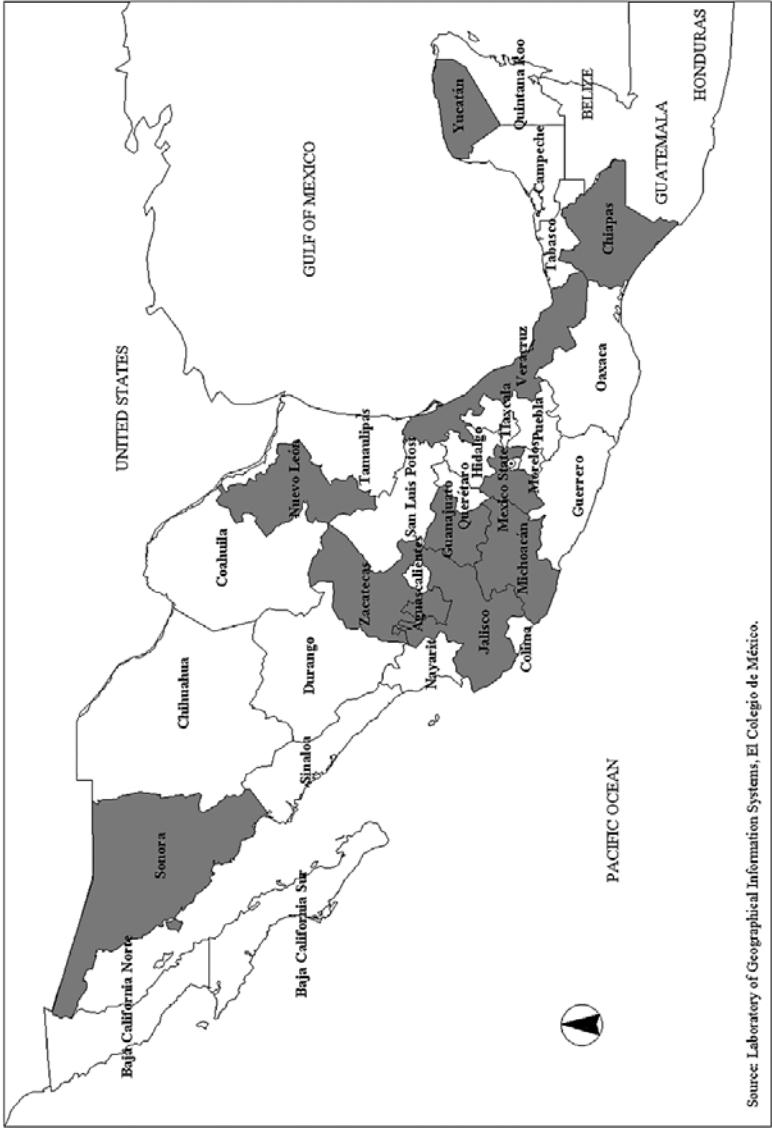 UNITED STATES
Baja California Norte
Sonora
Chihuahua
Coahuila
Nuevo León
Baja California Sur
Sinaloa
Durango
Zacatecas
Tamaulipas
GULF OF MEXICO
Nayarit
Aguascalientes
San Luis Potosí
Jalisco
Guanajuato
Querétaro
Hidalgo
Yucatán
Colima
Michoacán
Mexico State
Tlaxcala
Veracruz
Quintana Roo
Morelos
Puebla
Campeche
Tabasco
BELIZE
Guerrero
Oaxaca
Chiapas
PACIFIC OCEAN
GUATEMALA
HONDURAS
Source: Laboratory of Geographical Information Systems, El Colegio de México.